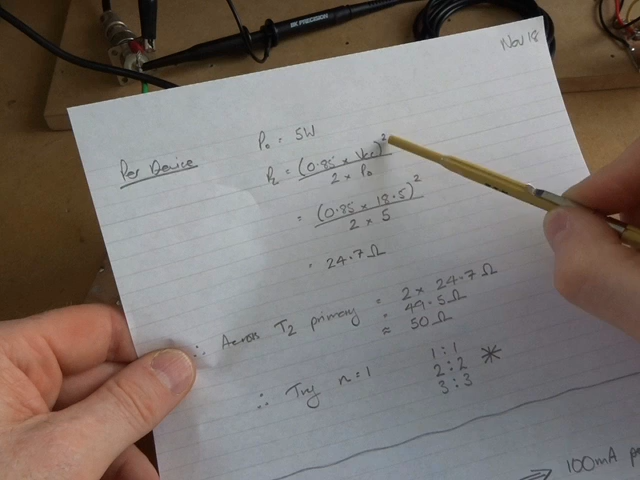 BK PRECISION
Nov 18
Per Device
P₀ = 5W
R_L = (0.85 x Vcc)²
2 x P₀
= (0.85 x 18.5)²
2 x 5
= 24.7 Ω
∴ Across T2 primary = 2 x 24.7 Ω
= 49.5 Ω
≈ 50 Ω
∴ Try n=1 1:1
2:2 *
3:3
100mA